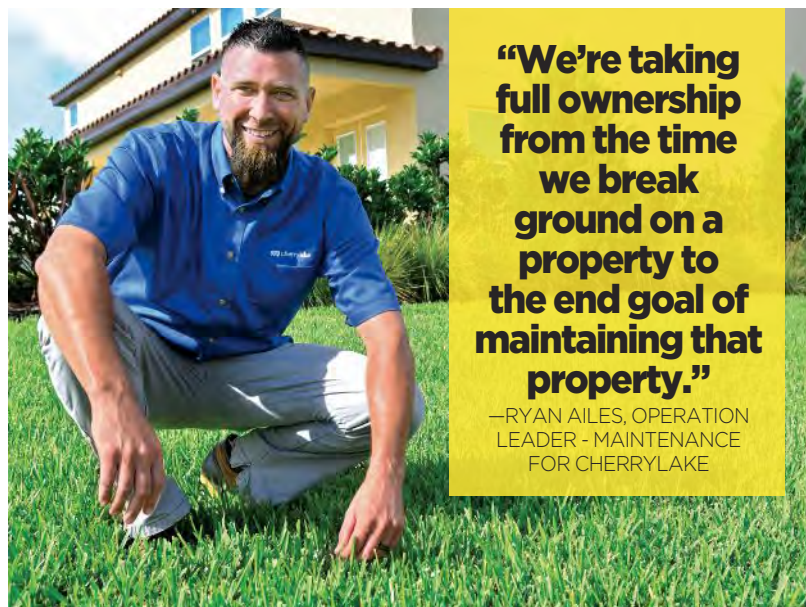 “We’re taking
full ownership
from the time
we break
ground on a
property to
the end goal of
maintaining that
property.”
—RYAN AILES, OPERATION
LEADER - MAINTENANCE
FOR CHERRYLAKE
cherrylake